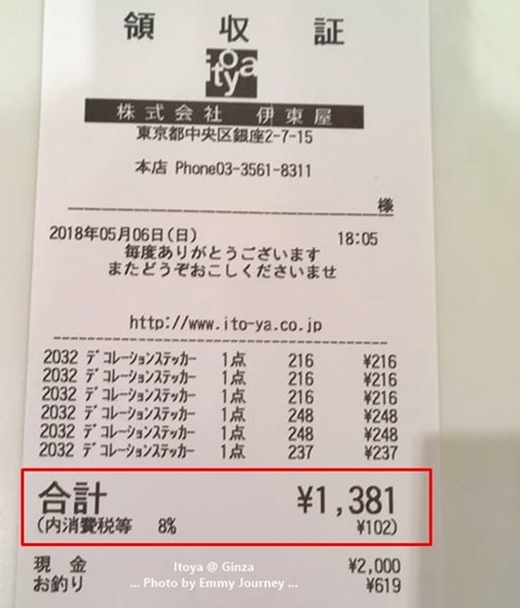 領収証
itoya
株式会社 伊東屋
東京都中央区銀座2-7-15
本店 Phone03-3561-8311
様
2018年05月06日(日) 18:05
毎度ありがとうございます
またどうぞおこしくださいませ
http://www.ito-ya.co.jp
2032 ﾃﾞｺﾚｰｼｮﾝｽﾃｯｶｰ 1点 216 ¥216
2032 ﾃﾞｺﾚｰｼｮﾝｽﾃｯｶｰ 1点 216 ¥216
2032 ﾃﾞｺﾚｰｼｮﾝｽﾃｯｶｰ 1点 216 ¥216
2032 ﾃﾞｺﾚｰｼｮﾝｽﾃｯｶｰ 1点 248 ¥248
2032 ﾃﾞｺﾚｰｼｮﾝｽﾃｯｶｰ 1点 248 ¥248
2032 ﾃﾞｺﾚｰｼｮﾝｽﾃｯｶｰ 1点 237 ¥237
合計 ¥1,381
(内消費税等 8% ¥102)
現金 ¥2,000
お釣り ¥619
Itoya @ Ginza
... Photo by Emmy Journey ...